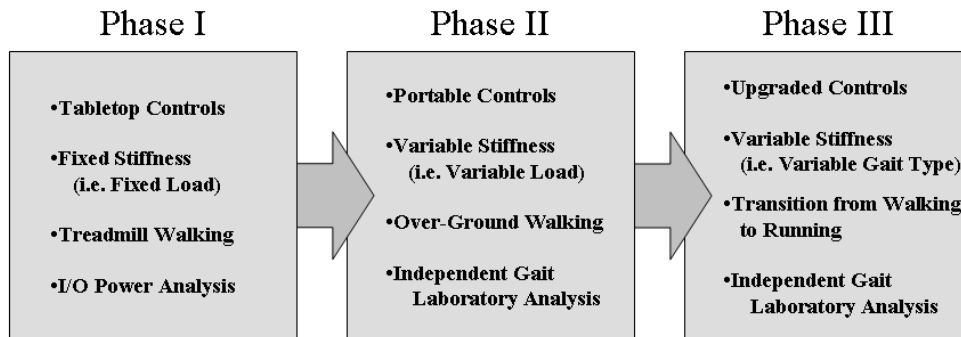 Phase I
•Tabletop Controls
•Fixed Stiffness
(i.e. Fixed Load)
•Treadmill Walking
•I/O Power Analysis
Phase II
•Portable Controls
•Variable Stiffness
(i.e. Variable Load)
•Over-Ground Walking
•Independent Gait
Laboratory Analysis
Phase III
•Upgraded Controls
•Variable Stiffness
(i.e. Variable Gait Type)
•Transition from Walking
to Running
•Independent Gait
Laboratory Analysis